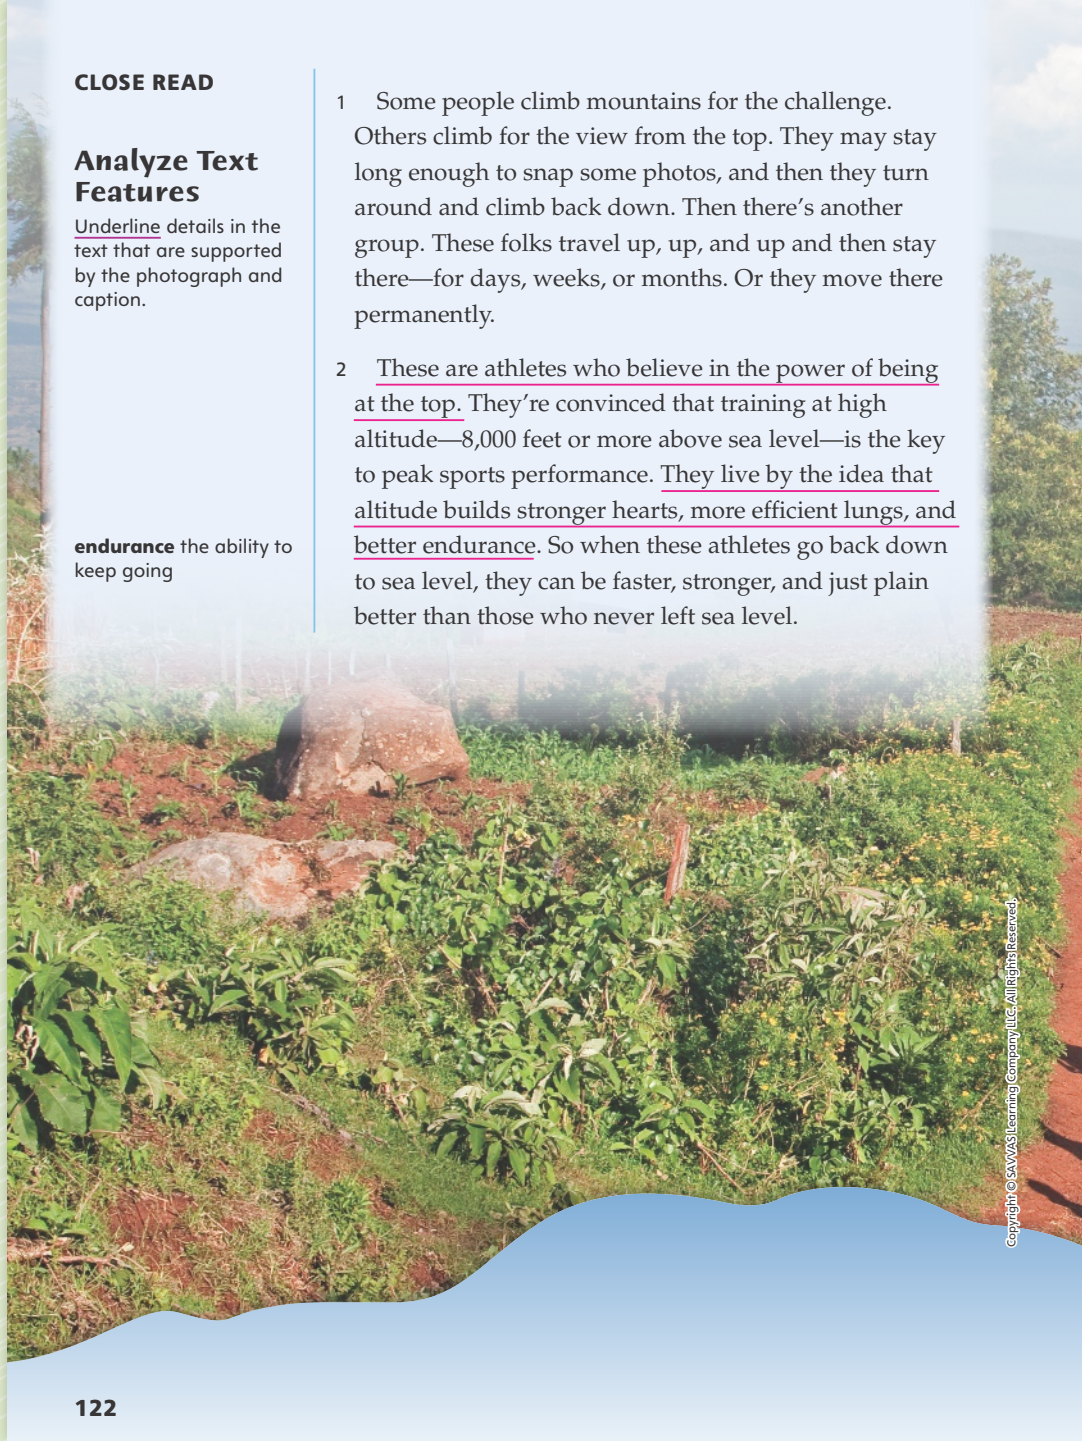 CLOSE READ
Analyze Text
Features
Underline details in the
text that are supported
by the photograph and
caption.
endurance the ability to
keep going
1 Some people climb mountains for the challenge.
Others climb for the view from the top. They may stay
long enough to snap some photos, and then they turn
around and climb back down. Then there’s another
group. These folks travel up, up, and up and then stay
there—for days, weeks, or months. Or they move there
permanently.
2 These are athletes who believe in the power of being
at the top. They’re convinced that training at high
altitude—8,000 feet or more above sea level—is the key
to peak sports performance. They live by the idea that
altitude builds stronger hearts, more efficient lungs, and
better endurance. So when these athletes go back down
to sea level, they can be faster, stronger, and just plain
better than those who never left sea level.
Copyright © SAVVAS Learning Company LLC. All Rights Reserved.
122